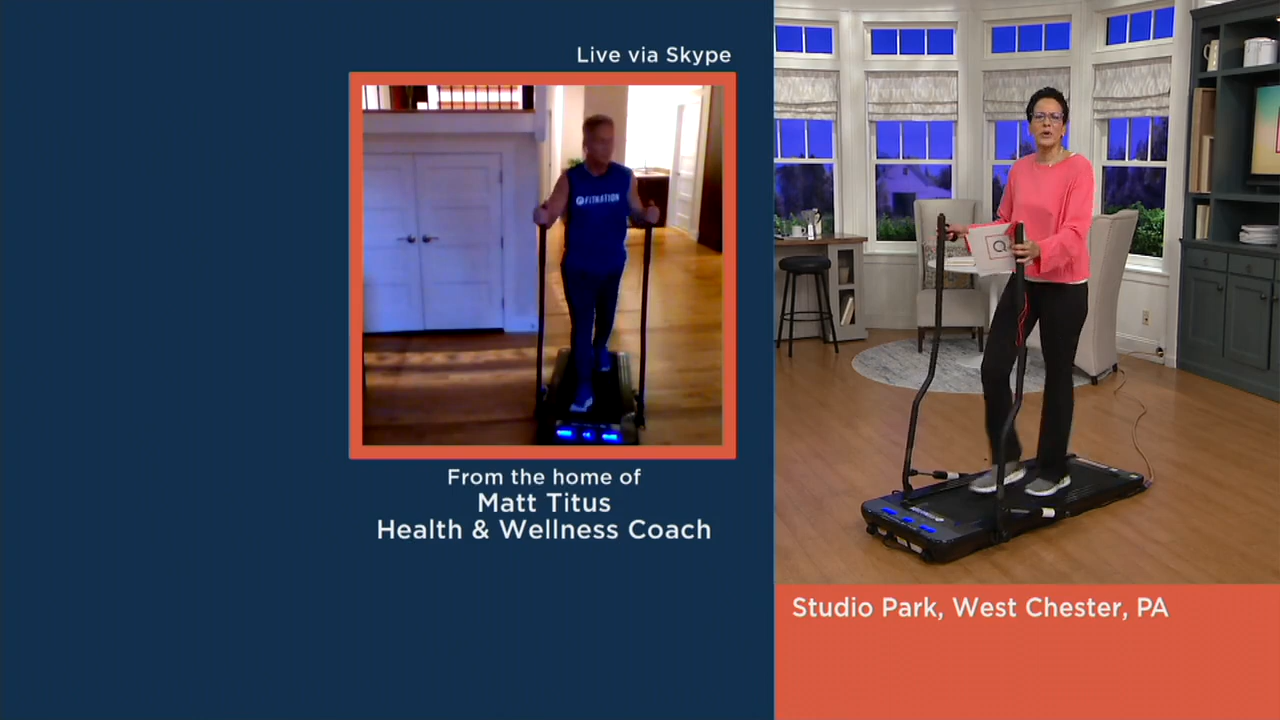 Live via Skype
FITNATION
From the home of
Matt Titus
Health & Wellness Coach
Q
Studio Park, West Chester, PA